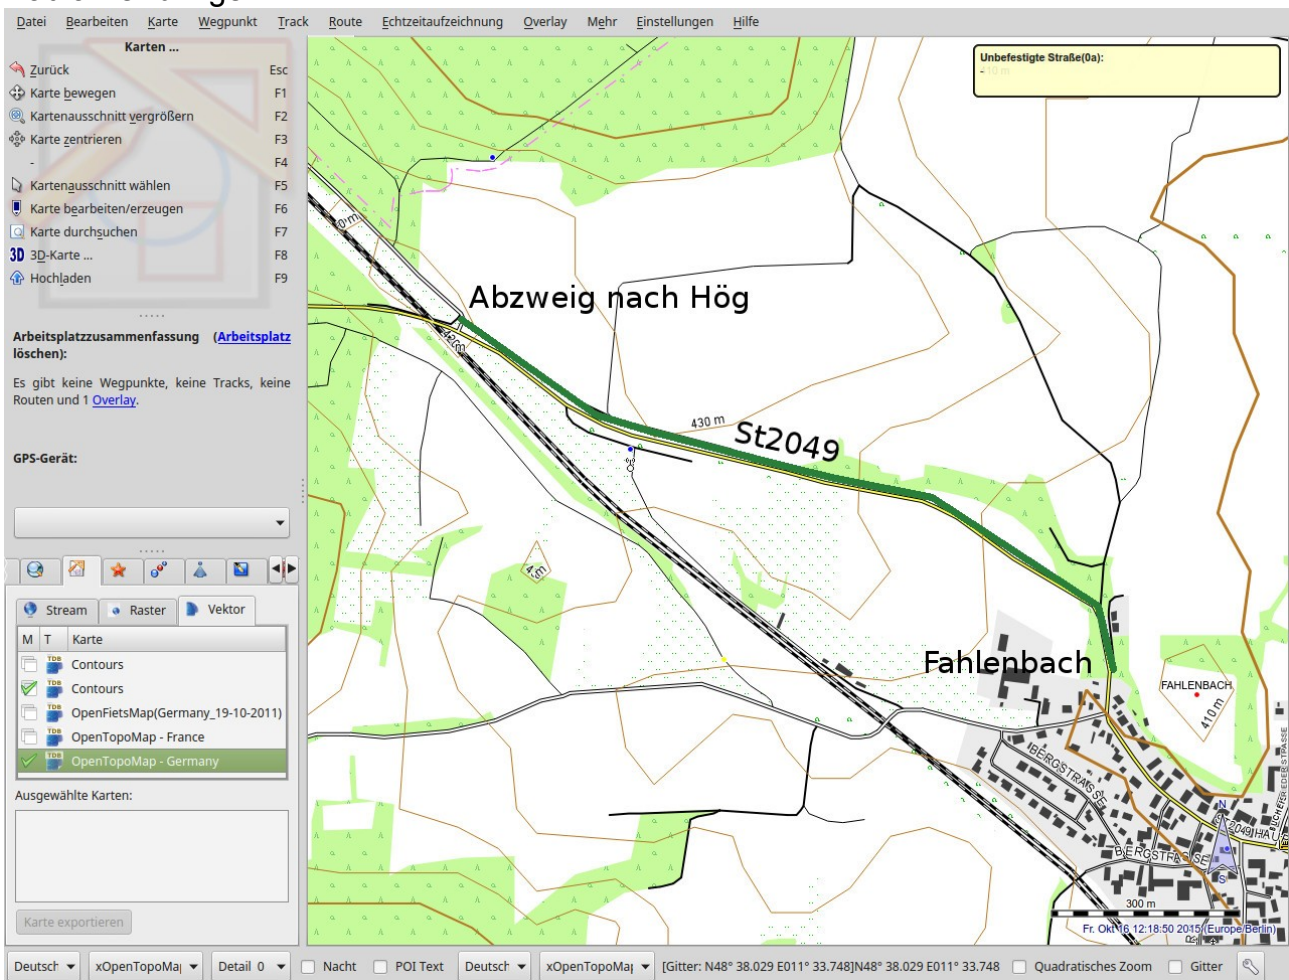 Datei Bearbeiten Karte Wegpunkt Track Route Echtzeitaufzeichnung Overlay Mehr Einstellungen Hilfe
Karten ...
Zurück Esc
Karte bewegen F1
Kartenausschnitt vergrößern F2
Karte zentrieren F3
- F4
Kartenausschnitt wählen F5
Karte bearbeiten/erzeugen F6
Karte durchsuchen F7
3D 3D-Karte ... F8
Hochladen F9
Arbeitsplatzzusammenfassung (Arbeitsplatz
löschen):
Es gibt keine Wegpunkte, keine Tracks, keine
Routen und 1 Overlay.
GPS-Gerät:
Stream Raster Vektor
M T Karte
Contours
Contours
OpenFietsMap(Germany_19-10-2011)
OpenTopoMap - France
OpenTopoMap - Germany
Ausgewählte Karten:
Karte exportieren
Unbefestigte Straße(0a):
-
Abzweig nach Hög
430 m
St2049
Fahlenbach
FAHLENBACH
410 m
BERGSTRASSE
BERGSTRASSE
N
S
300 m
Fr. Okt 16 12:18:50 2015 (Europe/Berlin)
Deutsch xOpenTopoMap Detail 0 Nacht POI Text Deutsch xOpenTopoMap [Gitter: N48° 38.029 E011° 33.748]N48° 38.029 E011° 33.748 Quadratisches Zoom Gitter